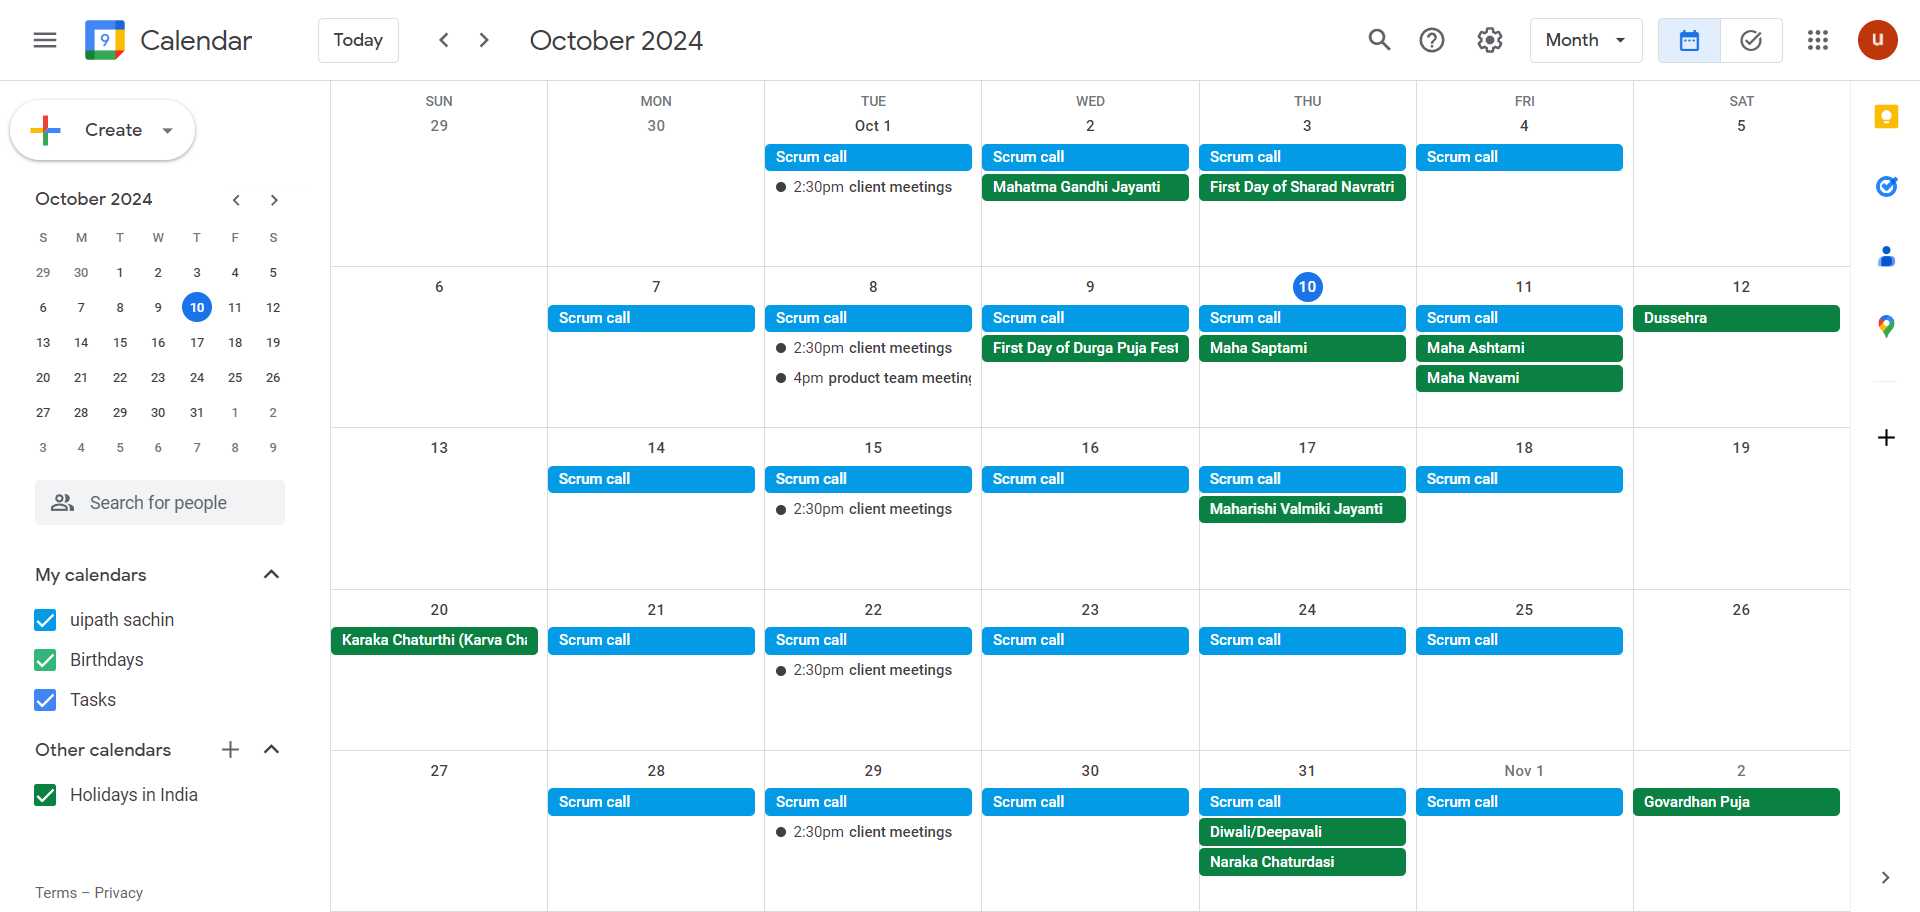 9 Calendar Today October 2024 Month u
Create
October 2024
S M T W T F S
29 30 1 2 3 4 5
6 7 8 9 10 11 12
13 14 15 16 17 18 19
20 21 22 23 24 25 26
27 28 29 30 31 1 2
3 4 5 6 7 8 9
Search for people
My calendars
uipath sachin
Birthdays
Tasks
Other calendars
Holidays in India
Terms – Privacy
SUN MON TUE WED THU FRI SAT
29 30 Oct 1 2 3 4 5
Scrum call Scrum call Scrum call Scrum call
2:30pm client meetings Mahatma Gandhi Jayanti First Day of Sharad Navratri
6 7 8 9 10 11 12
Scrum call Scrum call Scrum call Scrum call Scrum call Dussehra
2:30pm client meetings First Day of Durga Puja Fest Maha Saptami Maha Ashtami
4pm product team meeting Maha Navami
13 14 15 16 17 18 19
Scrum call Scrum call Scrum call Scrum call Scrum call
2:30pm client meetings Maharishi Valmiki Jayanti
20 21 22 23 24 25 26
Karaka Chaturthi (Karva Cha Scrum call Scrum call Scrum call Scrum call Scrum call
2:30pm client meetings
27 28 29 30 31 Nov 1 2
Scrum call Scrum call Scrum call Scrum call Scrum call Govardhan Puja
2:30pm client meetings Diwali/Deepavali
Naraka Chaturdasi